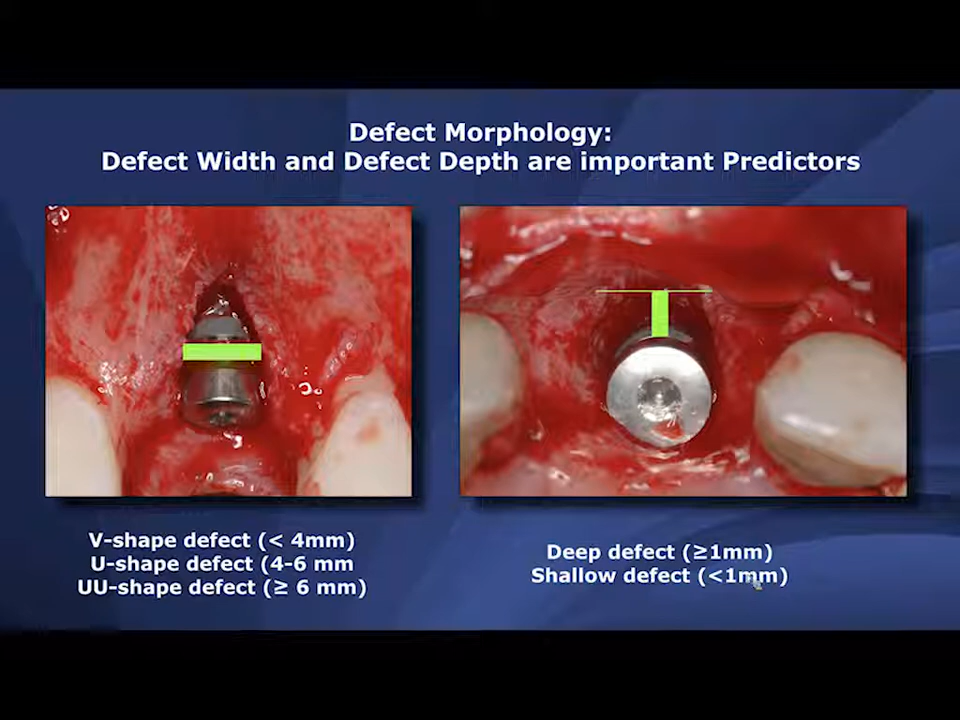 Defect Morphology:
Defect Width and Defect Depth are important Predictors
V-shape defect (< 4mm)
U-shape defect (4-6 mm
UU-shape defect (≥ 6 mm)
Deep defect (≥1mm)
Shallow defect (<1mm)